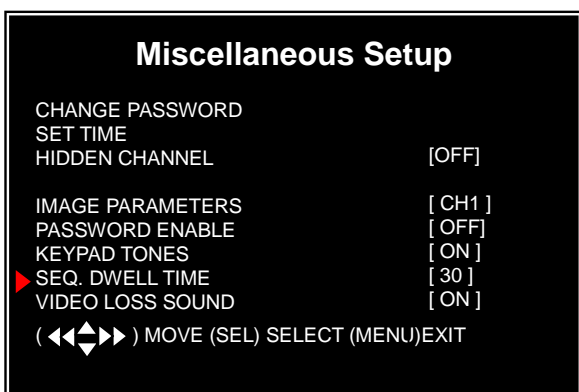 Miscellaneous Setup
CHANGE PASSWORD
SET TIME
HIDDEN CHANNEL [OFF]
IMAGE PARAMETERS [ CH1 ]
PASSWORD ENABLE [ OFF]
KEYPAD TONES [ ON ]
SEQ. DWELL TIME [ 30 ]
VIDEO LOSS SOUND [ ON ]
( ) MOVE (SEL) SELECT (MENU)EXIT